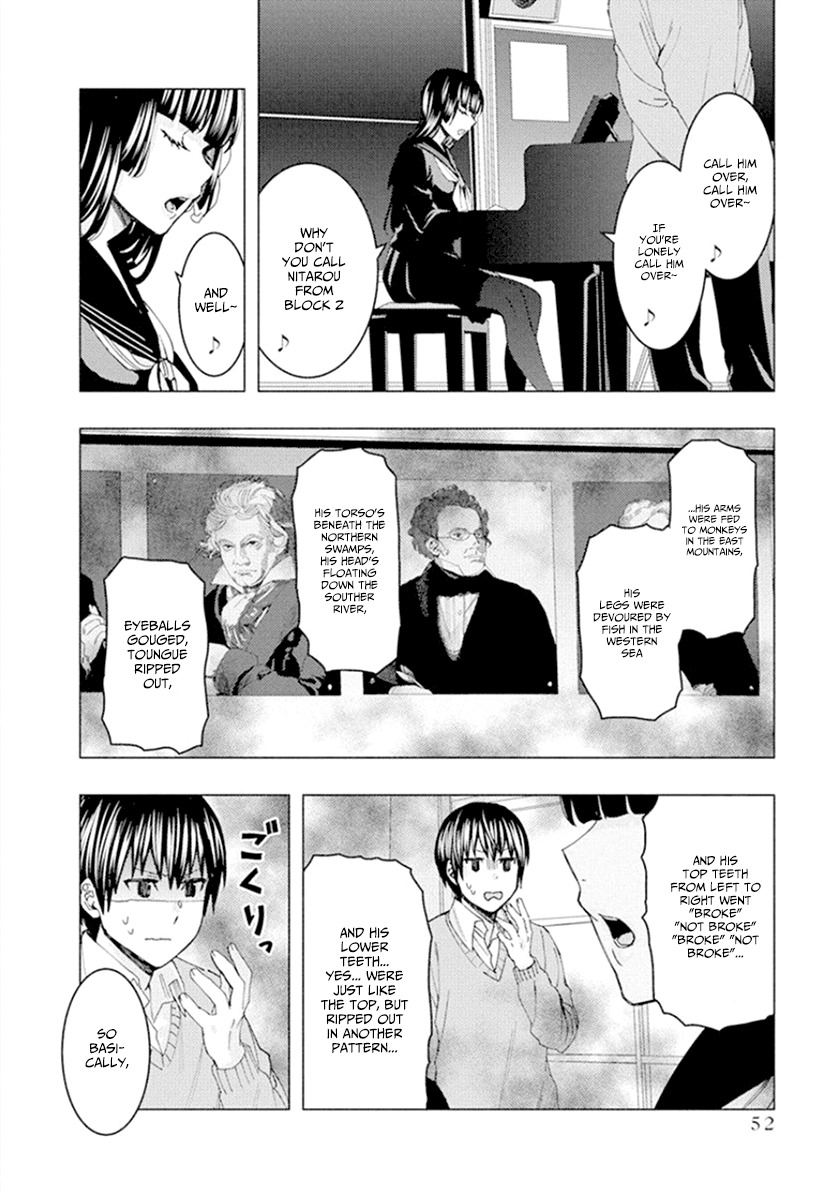 CALL HIM
OVER,
CALL HIM
OVER~
IF
YOU'RE
LONELY
CALL HIM
OVER~
WHY
DON'T
YOU CALL
NITAROU
FROM
BLOCK 2
AND
WELL~
...HIS ARMS
WERE FED
TO MONKEYS
IN THE EAST
MOUNTAINS,
HIS
LEGS WERE
DEVOURED BY
FISH IN THE
WESTERN
SEA
HIS TORSO'S
BENEATH THE
NORTHERN
SWAMPS,
HIS HEAD'S
FLOATING
DOWN THE
SOUTHER
RIVER,
EYEBALLS
GOUGED,
TOUNGUE
RIPPED
OUT,
AND HIS
TOP TEETH
FROM LEFT TO
RIGHT WENT
"BROKE"
"NOT BROKE"
"BROKE" "NOT
BROKE"...
AND HIS
LOWER
TEETH...
YES... WERE
JUST LIKE
THE TOP, BUT
RIPPED OUT
IN ANOTHER
PATTERN...
ごくりっ
SO
BASI-
CALLY,
52